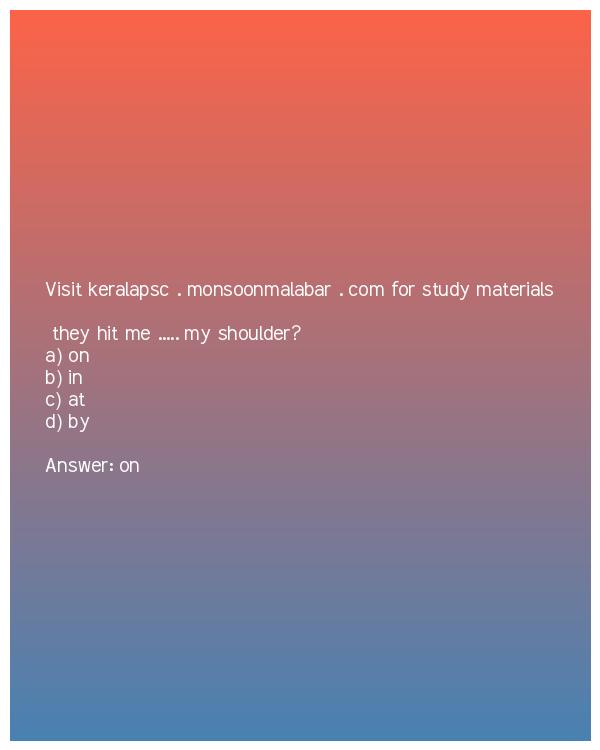 Visit keralapsc . monsoonmalabar . com for study materials
they hit me ..... my shoulder?
a) on
b) in
c) at
d) by
Answer: on